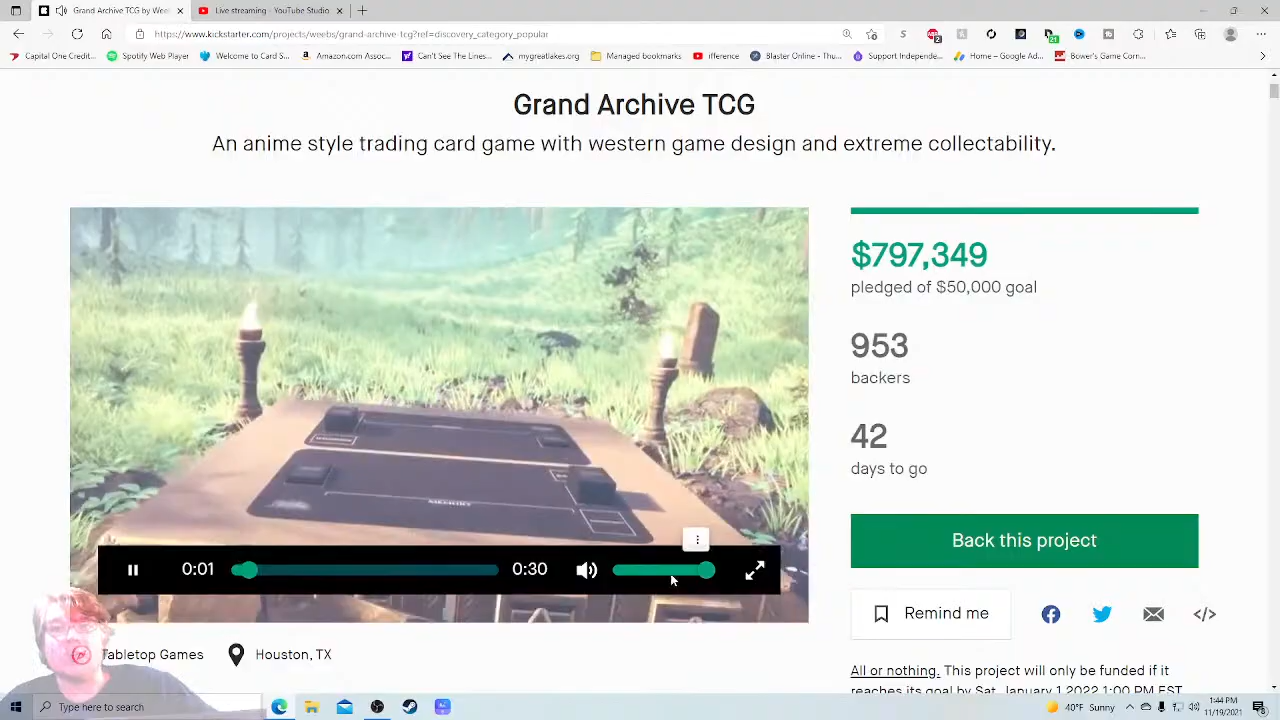 Grand Archive TCG by Wee
Live streaming - YouTube Studio
https://www.kickstarter.com/projects/weebs/grand-archive-tcg?ref=discovery_category_popular
Capital One Credit...
Spotify Web Player
Welcome to Card S...
Amazon
Can't See The Lines...
mygreatlakes.org
Managed bookmarks
ifference
Blaster Online - Thu...
Support Independe...
Home – Google Ad...
Bower's Game Corn...
Grand Archive TCG
An anime style trading card game with western game design and extreme collectability.
$797,349
pledged of $50,000 goal
953
backers
42
days to go
Back this project
0:01
0:30
Remind me
Tabletop Games
Houston, TX
All or nothing. This project will only be funded if it
reaches its goal by Sat, January 1 2022 1:00 PM EST.
Type here to search
40°F Sunny
1:44 PM
11/19/2021